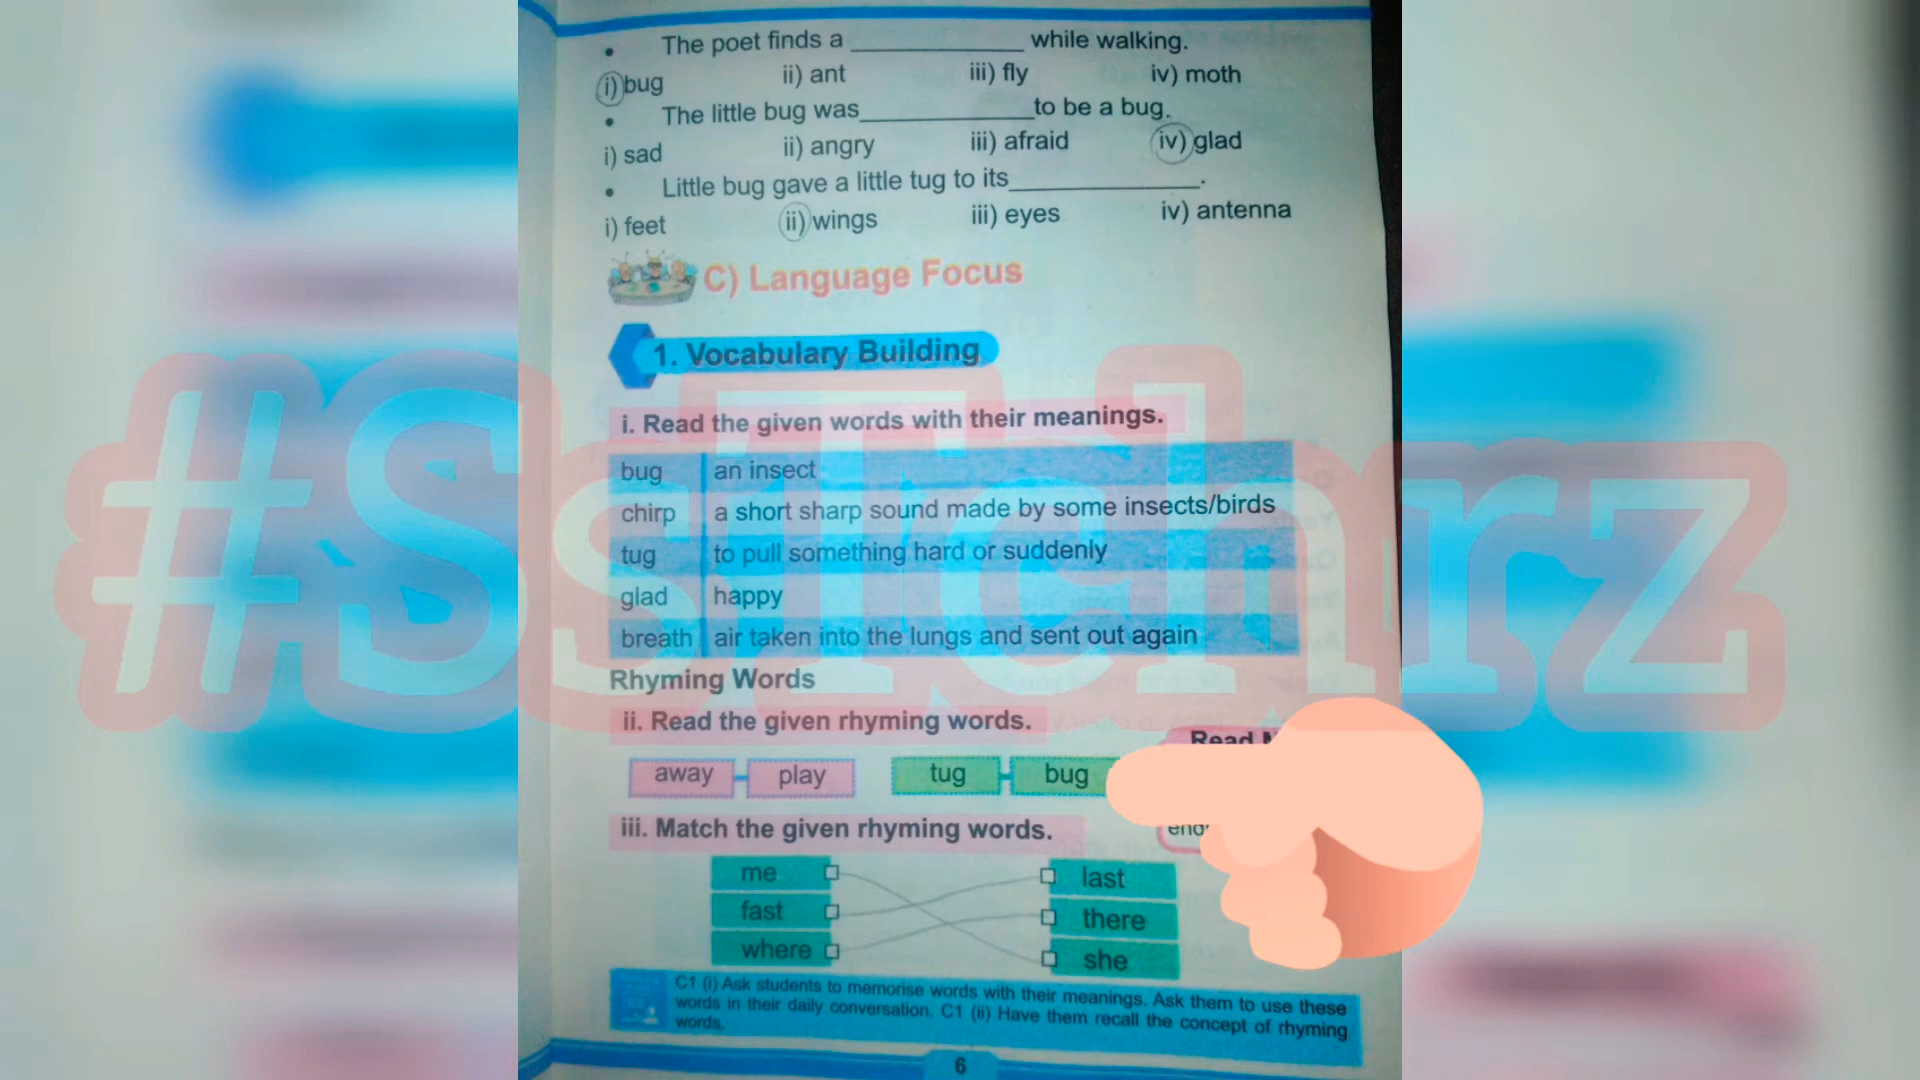 • The poet finds a ____________ while walking.
i) bug ii) ant iii) fly iv) moth
• The little bug was____________to be a bug.
i) sad ii) angry iii) afraid iv) glad
• Little bug gave a little tug to its_____________.
i) feet ii) wings iii) eyes iv) antenna
C) Language Focus
1. Vocabulary Building
i. Read the given words with their meanings.
bug an insect
chirp a short sharp sound made by some insects/birds
tug to pull something hard or suddenly
glad happy
breath air taken into the lungs and sent out again
#SsTchrz
Rhyming Words
ii. Read the given rhyming words.
Read
away play tug bug
iii. Match the given rhyming words.
me last
fast there
where she
C1 (i) Ask students to memorise words with their meanings. Ask them to use these
words in their daily conversation. C1 (ii) Have them recall the concept of rhyming
words.
6